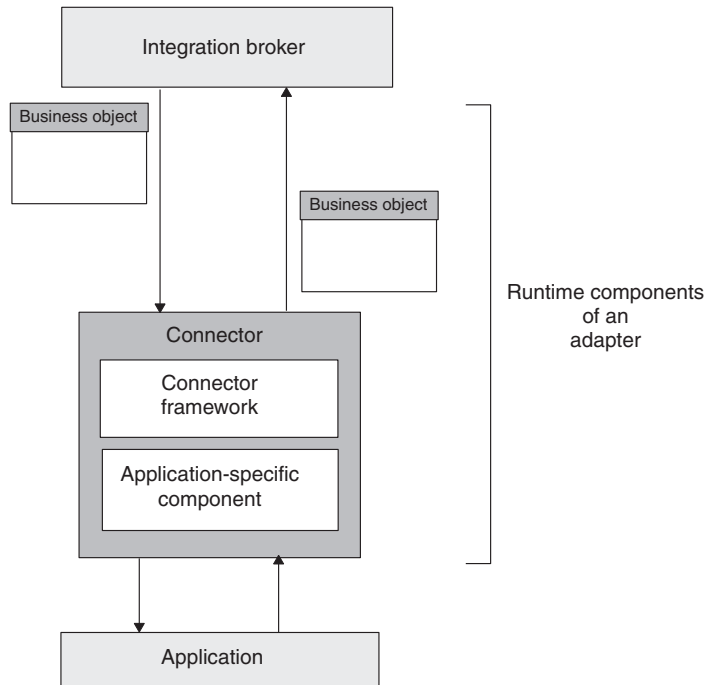 Integration broker
Business object
Business object
Runtime components
of an
adapter
Connector
Connector
framework
Application-specific
component
Application